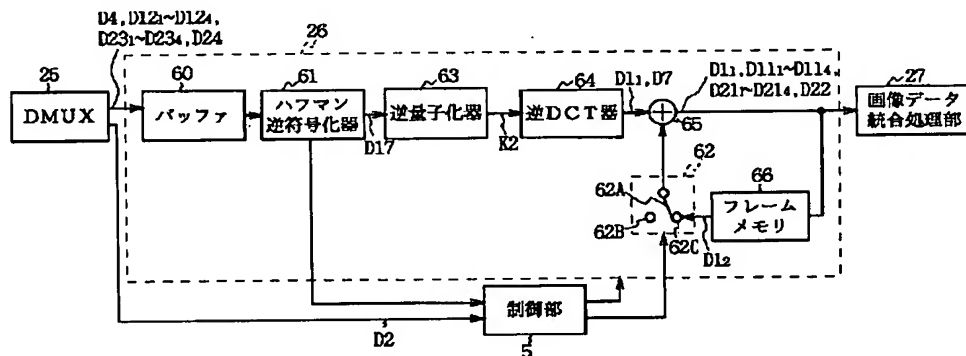 D4, D12₁~D12₄,
D23₁~D23₄, D24
26
25
DMUX
60
バッファ
61
ハフマン
逆符号化器
D17
63
逆量子化器
K2
64
逆DCT器
D1₁, D7
65
D1₁, D11₁~D11₄,
D21₁~D21₄, D22
27
画像データ
統合処理部
62
62A
62B
62C
D1₂
66
フレーム
メモリ
制御部
5
D2